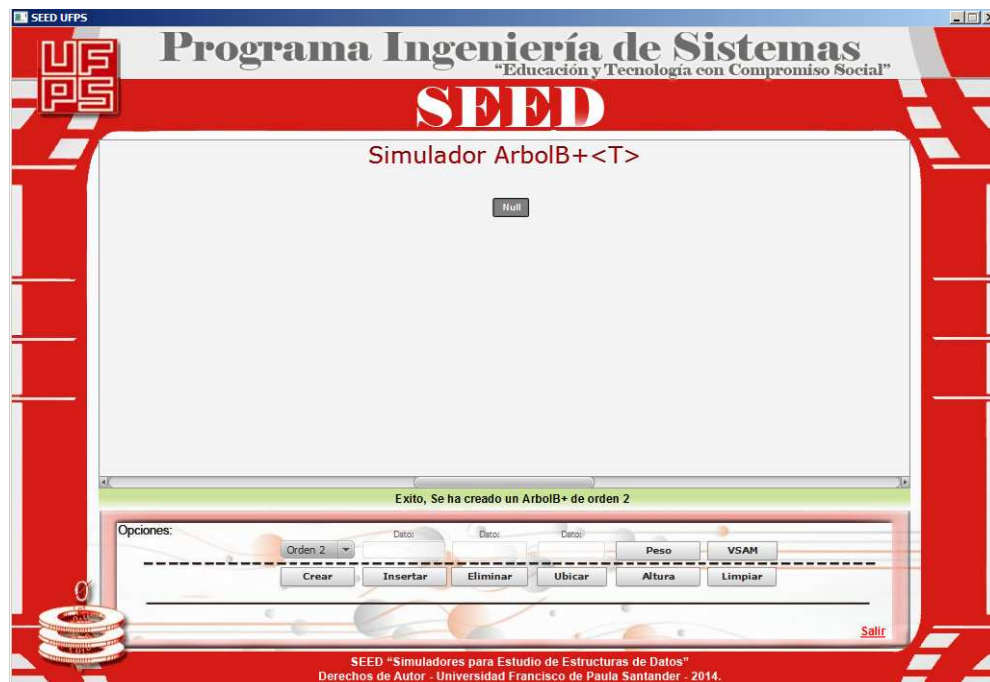 SEED UFPS
UFPS
Programa Ingeniería de Sistemas
“Educación y Tecnología con Compromiso Social”
SEED
Simulador ArbolB+<T>
Null
Exito, Se ha creado un ArbolB+ de orden 2
Opciones:
Dato: Dato: Dato:
Orden 2 Peso VSAM
Crear Insertar Eliminar Ubicar Altura Limpiar
Salir
SEED “Simuladores para Estudio de Estructuras de Datos”
Derechos de Autor - Universidad Francisco de Paula Santander - 2014.